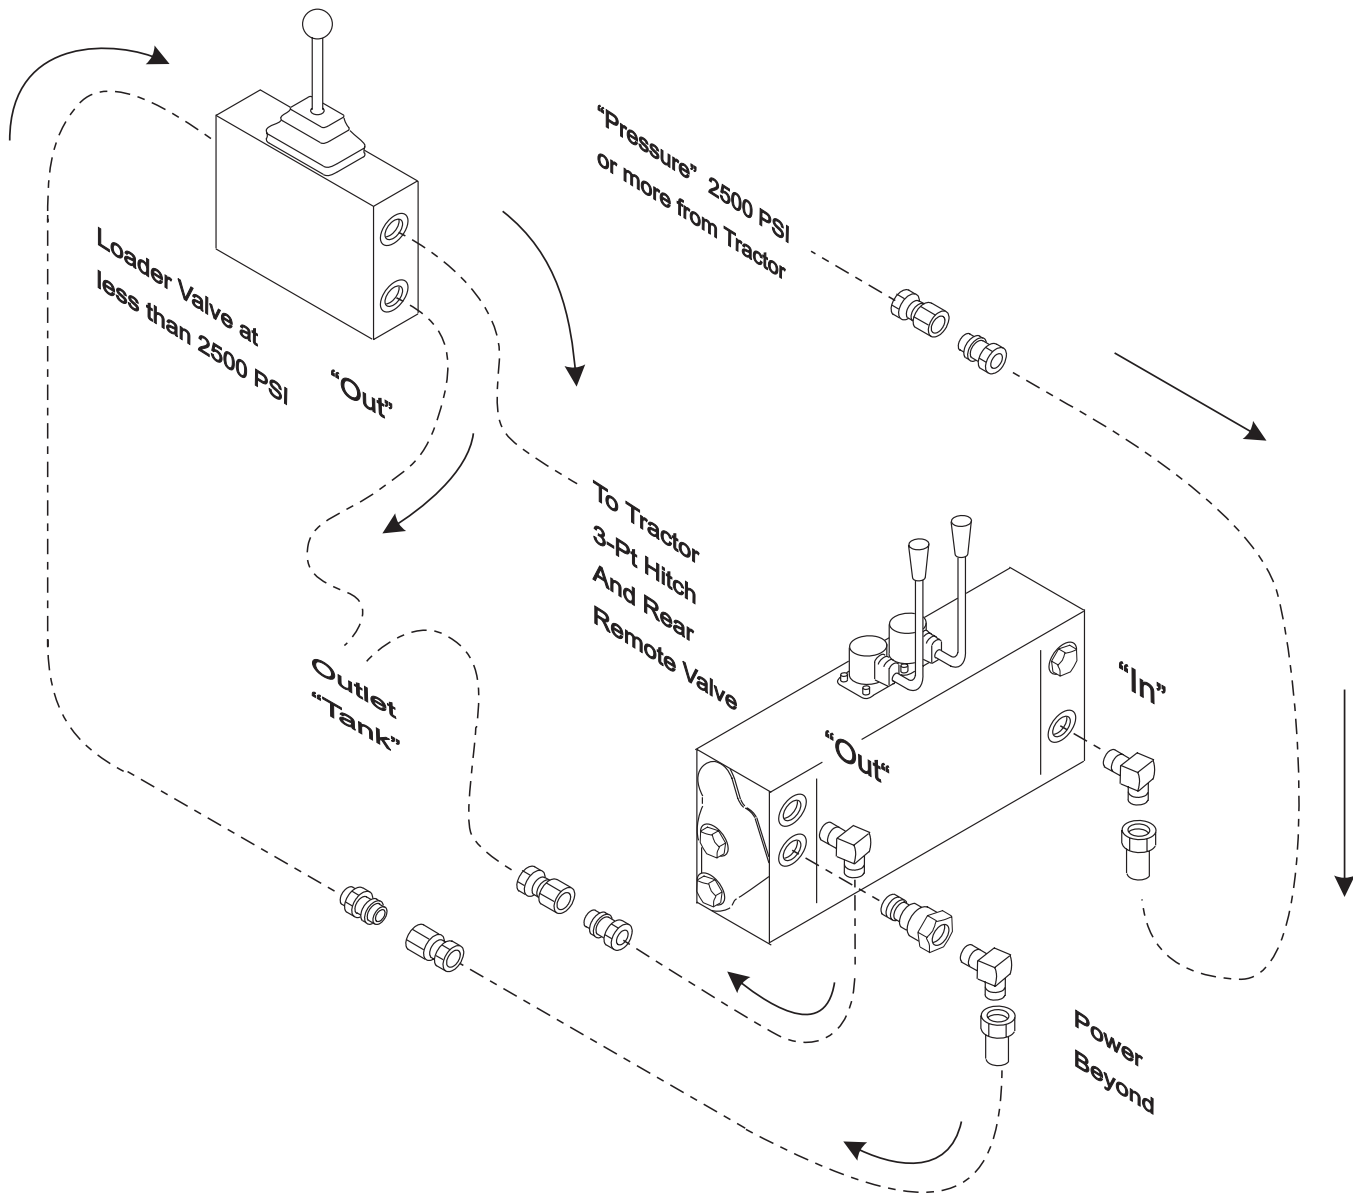 “Pressure” 2500 PSI
or more from Tractor
Loader Valve at
less than 2500 PSI
“Out”
To Tractor
3-Pt Hitch
And Rear
Remote Valve
Outlet
“Tank”
“In”
“Out“
Power
Beyond